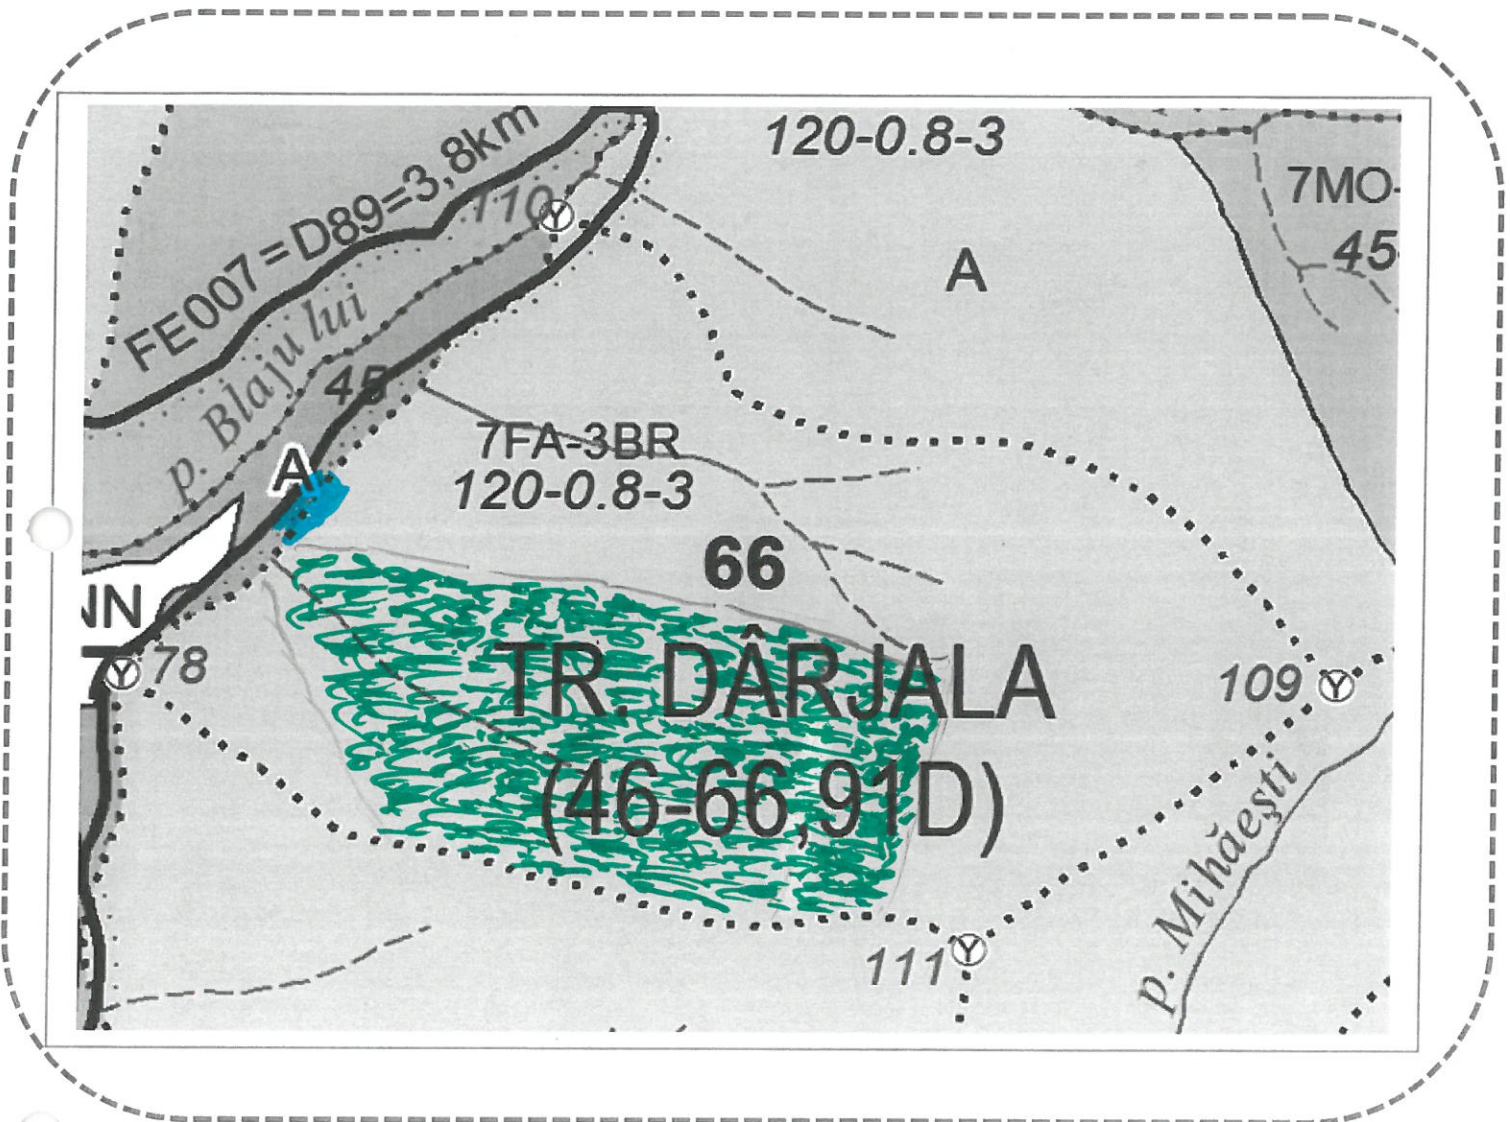 120-0.8-3
FE007=D89=3,8km
110
Y
7MO-
45
A
p. Blaju lui
45
7FA-3BR
120-0.8-3
A
66
NN
TR. DÂRJALA
78
Y
109
Y
(46-66,91D)
p. Mihăeşti
111
Y